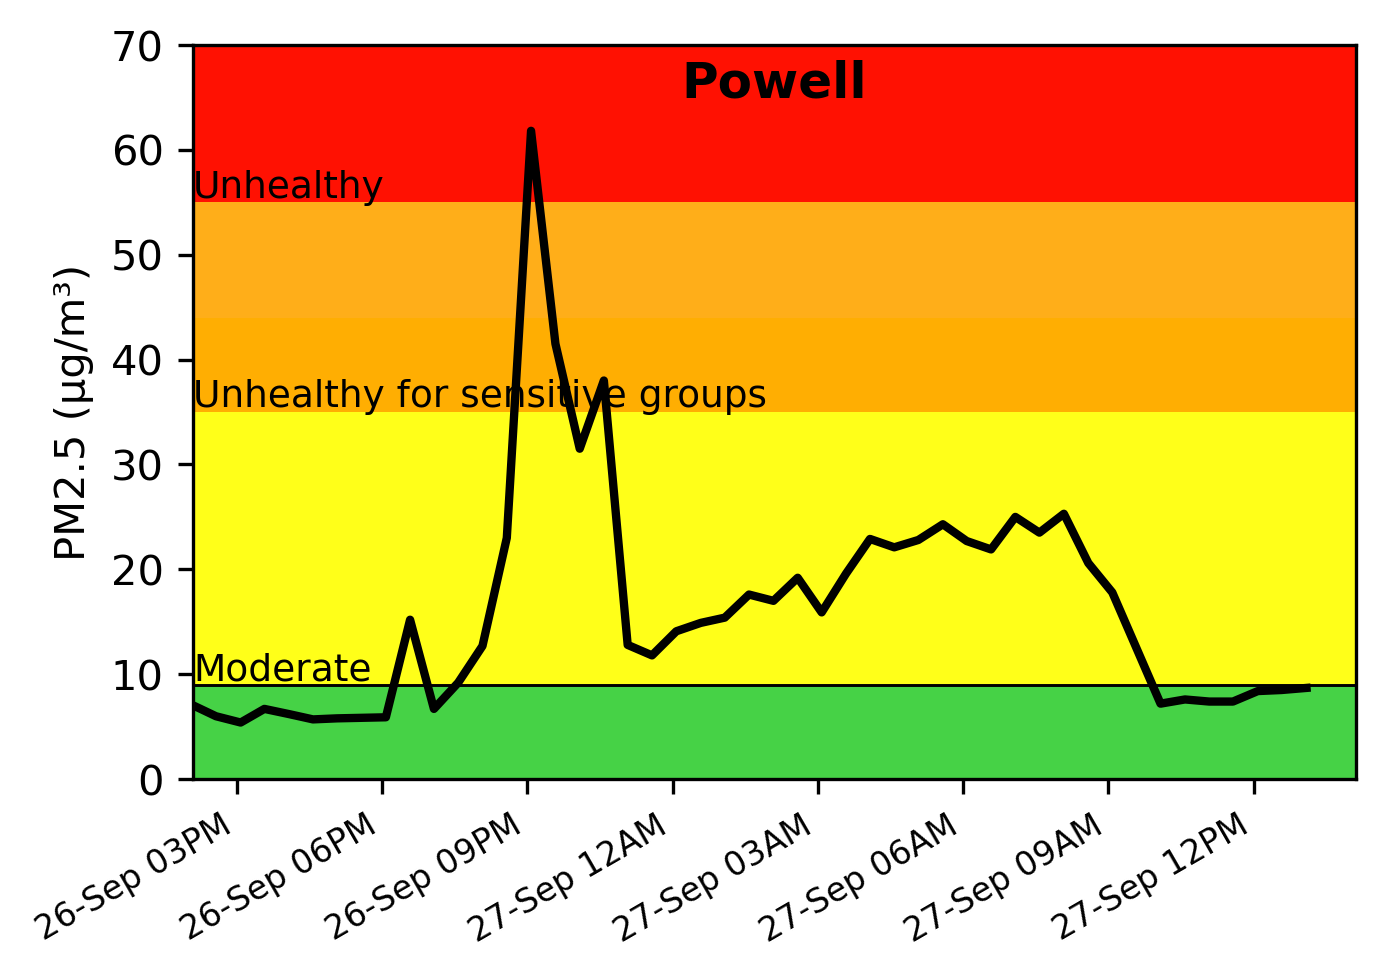 Powell
70
60
50
40
30
20
10
0
PM2.5 (µg/m³)
Unhealthy
Unhealthy for sensitive groups
Moderate
26-Sep 03PM
26-Sep 06PM
26-Sep 09PM
27-Sep 12AM
27-Sep 03AM
27-Sep 06AM
27-Sep 09AM
27-Sep 12PM